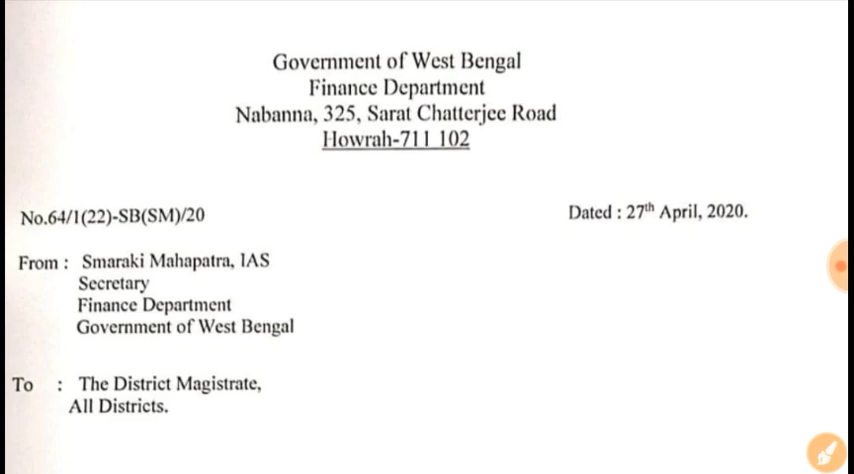 Government of West Bengal
Finance Department
Nabanna, 325, Sarat Chatterjee Road
Howrah-711 102
No.64/1(22)-SB(SM)/20
Dated : 27th April, 2020.
From : Smaraki Mahapatra, IAS
Secretary
Finance Department
Government of West Bengal
To : The District Magistrate,
All Districts.